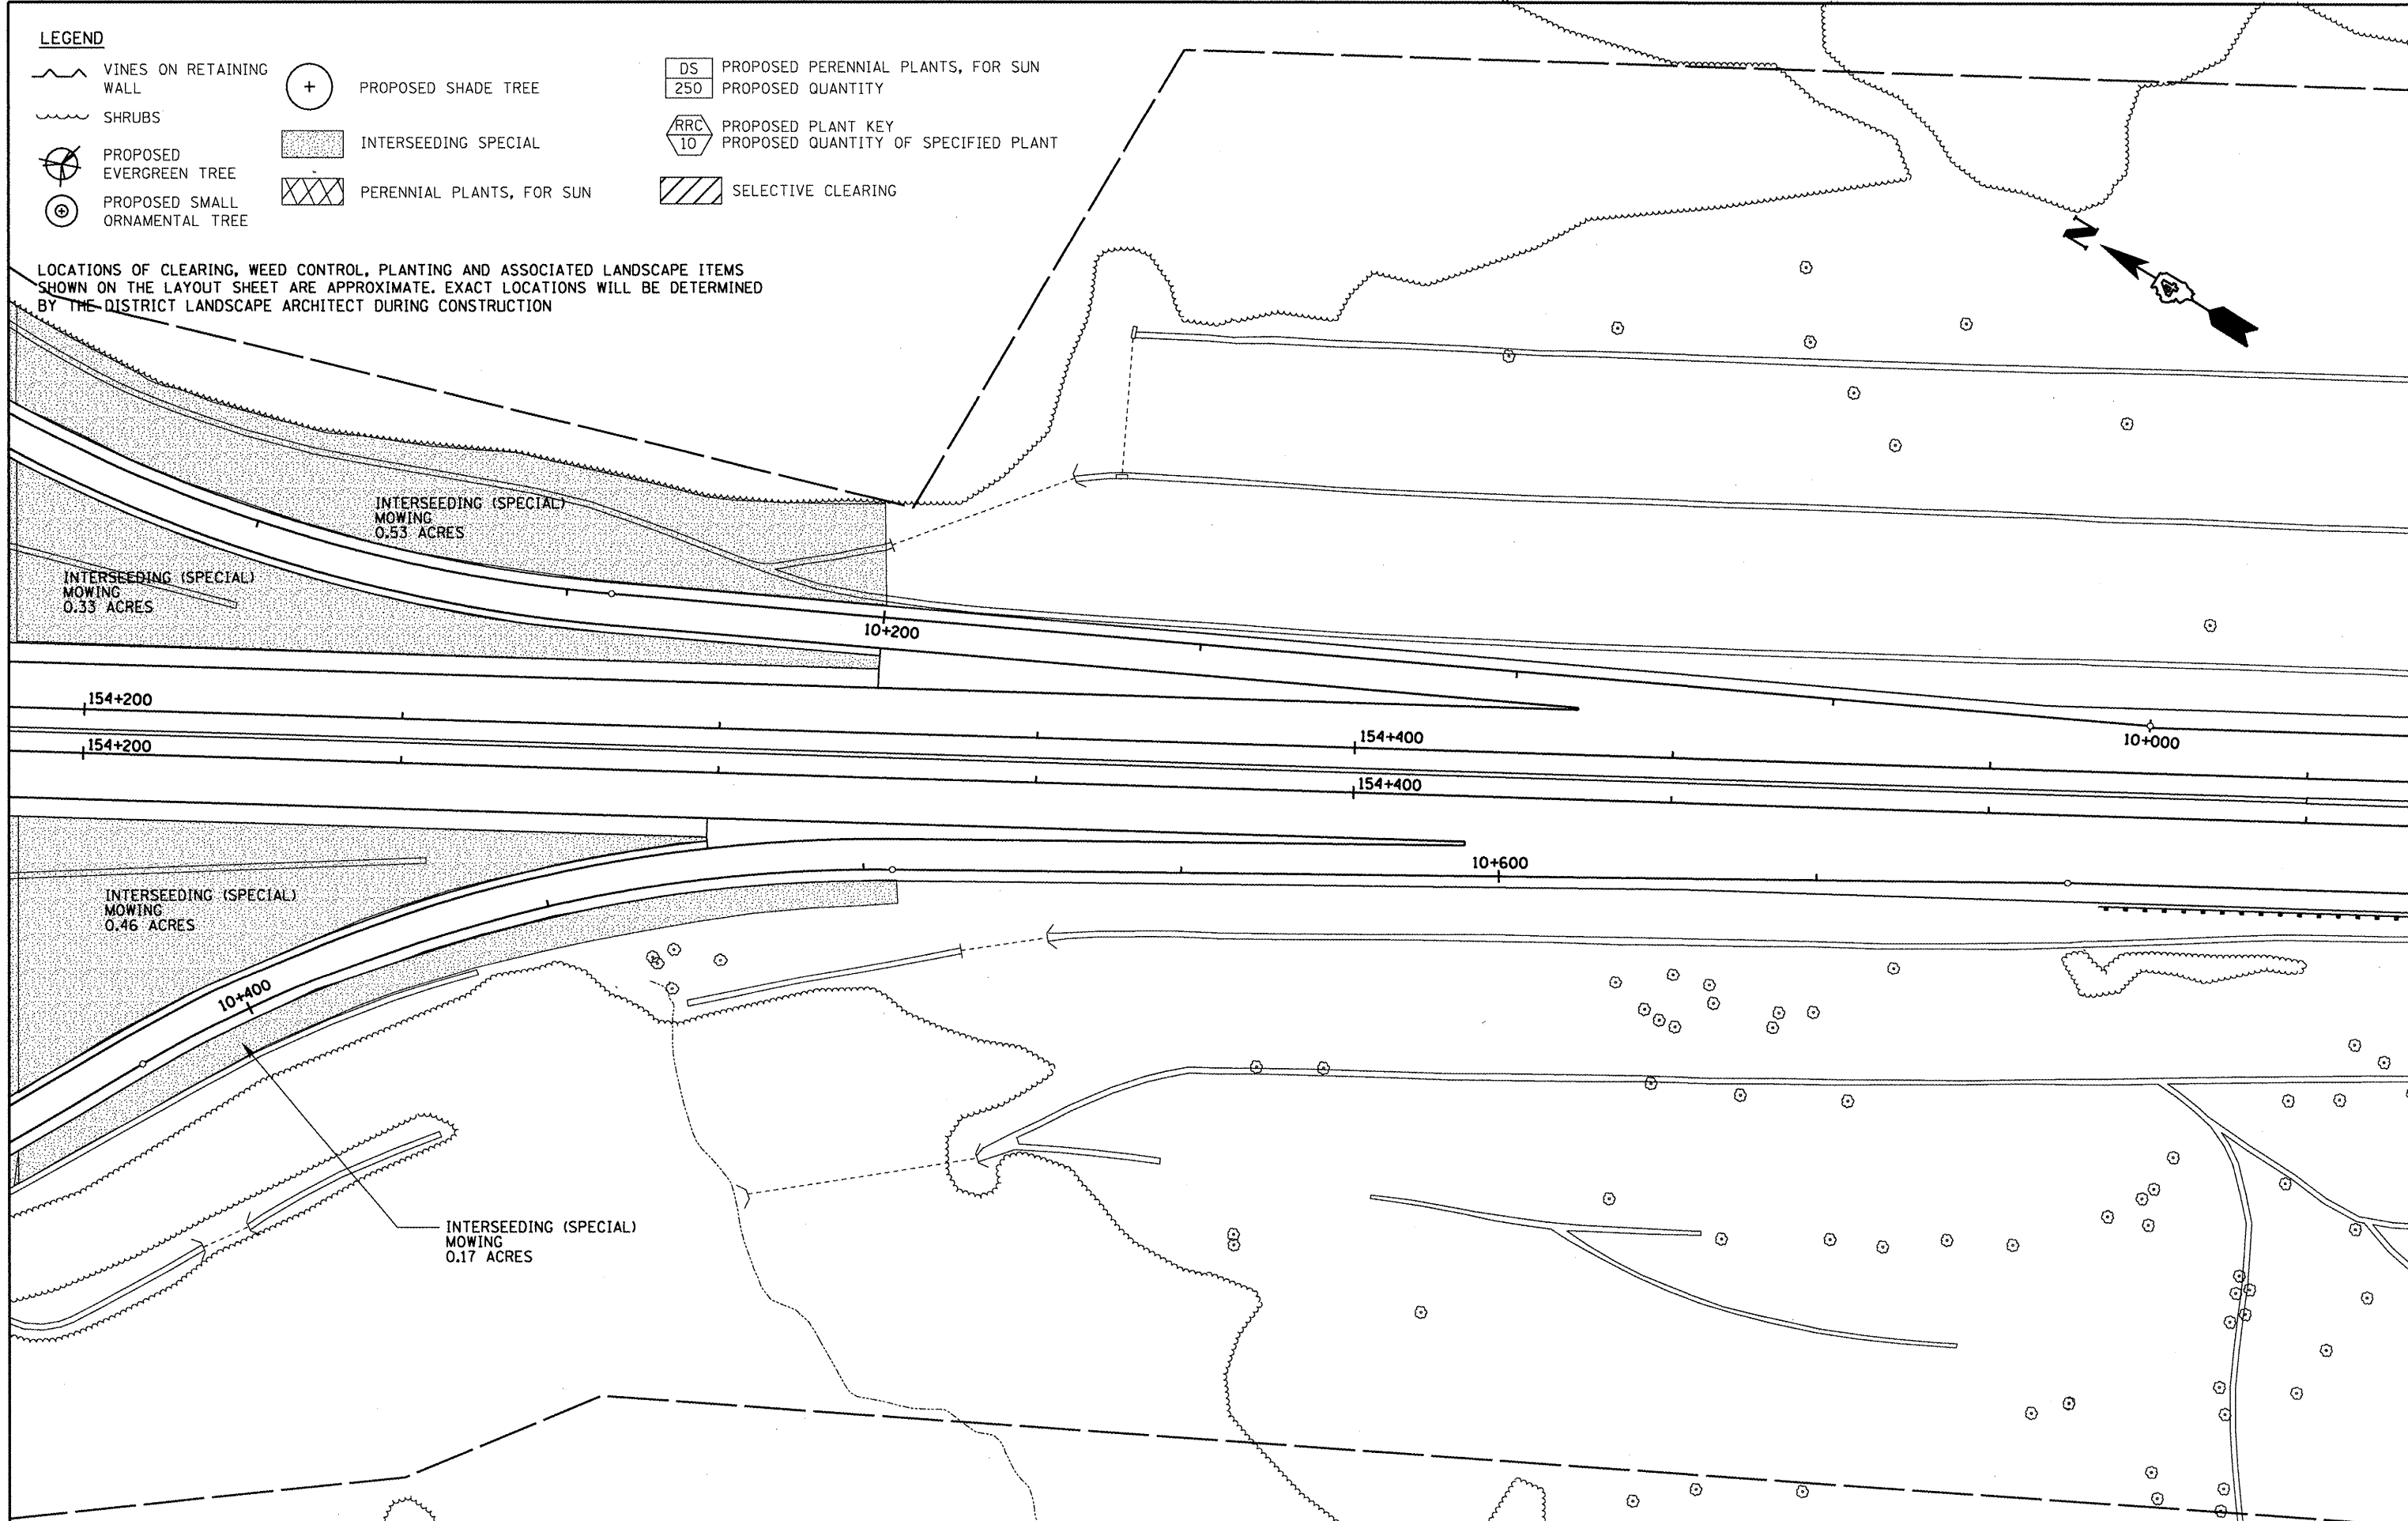 LEGEND
VINES ON RETAINING
WALL
SHRUBS
PROPOSED
EVERGREEN TREE
PROPOSED SMALL
ORNAMENTAL TREE
PROPOSED SHADE TREE
INTERSEEDING SPECIAL
PERENNIAL PLANTS, FOR SUN
DS PROPOSED PERENNIAL PLANTS, FOR SUN
250 PROPOSED QUANTITY
RRC PROPOSED PLANT KEY
10 PROPOSED QUANTITY OF SPECIFIED PLANT
SELECTIVE CLEARING
LOCATIONS OF CLEARING, WEED CONTROL, PLANTING AND ASSOCIATED LANDSCAPE ITEMS
SHOWN ON THE LAYOUT SHEET ARE APPROXIMATE. EXACT LOCATIONS WILL BE DETERMINED
BY THE DISTRICT LANDSCAPE ARCHITECT DURING CONSTRUCTION
N
INTERSEEDING (SPECIAL)
MOWING
0.53 ACRES
INTERSEEDING (SPECIAL)
MOWING
0.33 ACRES
10+200
154+200
154+200
154+400
154+400
10+000
10+600
INTERSEEDING (SPECIAL)
MOWING
0.46 ACRES
10+400
INTERSEEDING (SPECIAL)
MOWING
0.17 ACRES